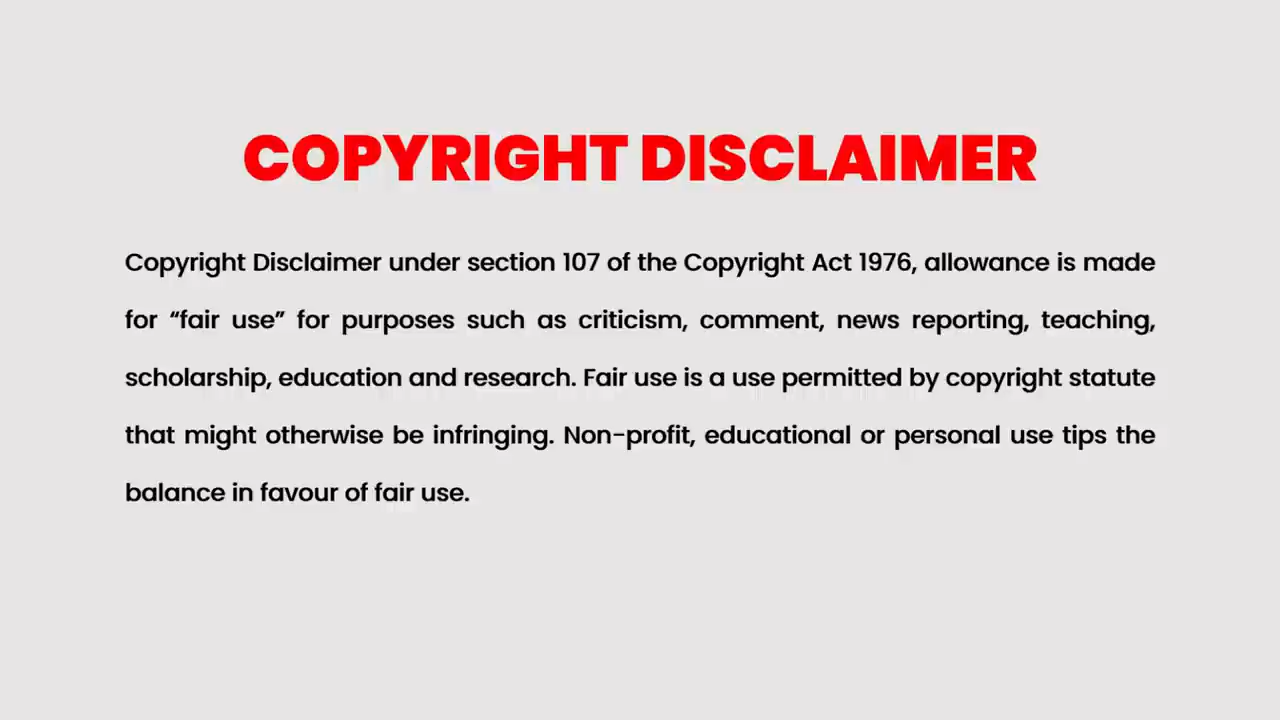 COPYRIGHT DISCLAIMER
Copyright Disclaimer under section 107 of the Copyright Act 1976, allowance is made
for “fair use” for purposes such as criticism, comment, news reporting, teaching,
scholarship, education and research. Fair use is a use permitted by copyright statute
that might otherwise be infringing. Non-profit, educational or personal use tips the
balance in favour of fair use.